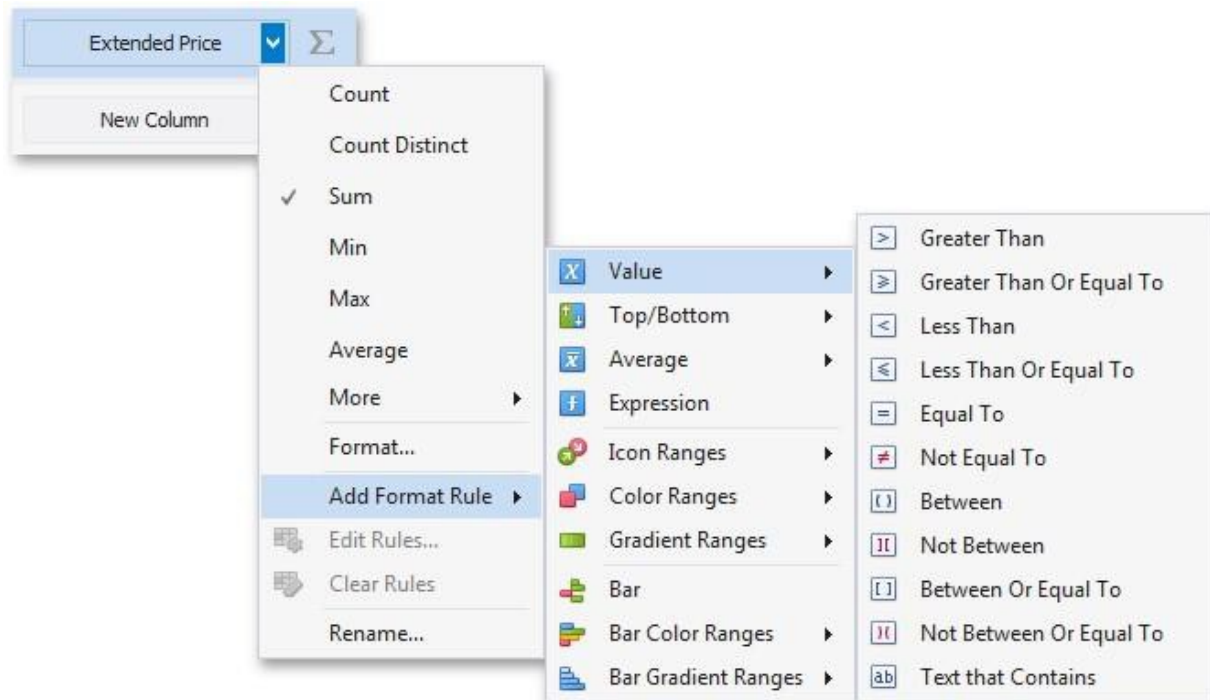 Extended Price
Σ
New Column
Count
Count Distinct
Sum
Min
Max
Average
More
Format...
Add Format Rule
Edit Rules...
Clear Rules
Rename...
Value
Top/Bottom
Average
Expression
Icon Ranges
Color Ranges
Gradient Ranges
Bar
Bar Color Ranges
Bar Gradient Ranges
> Greater Than
⩾ Greater Than Or Equal To
< Less Than
⩽ Less Than Or Equal To
= Equal To
≠ Not Equal To
( ) Between
][ Not Between
[ ] Between Or Equal To
)( Not Between Or Equal To
ab Text that Contains